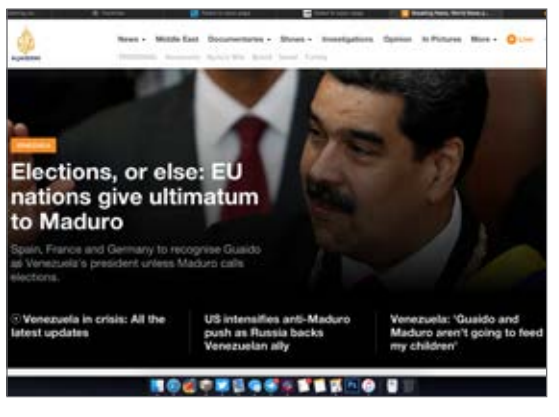 News
Middle East
Documentaries
Shows
Investigations
Opinion
In Pictures
More
Live
VENEZUELA
Elections, or else: EU
nations give ultimatum
to Maduro
Spain, France and Germany to recognise Guaido
as Venezuela's president unless Maduro calls
elections.
Venezuela in crisis: All the
latest updates
US intensifies anti-Maduro
push as Russia backs
Venezuelan ally
Venezuela: 'Guaido and
Maduro aren't going to feed
my children'